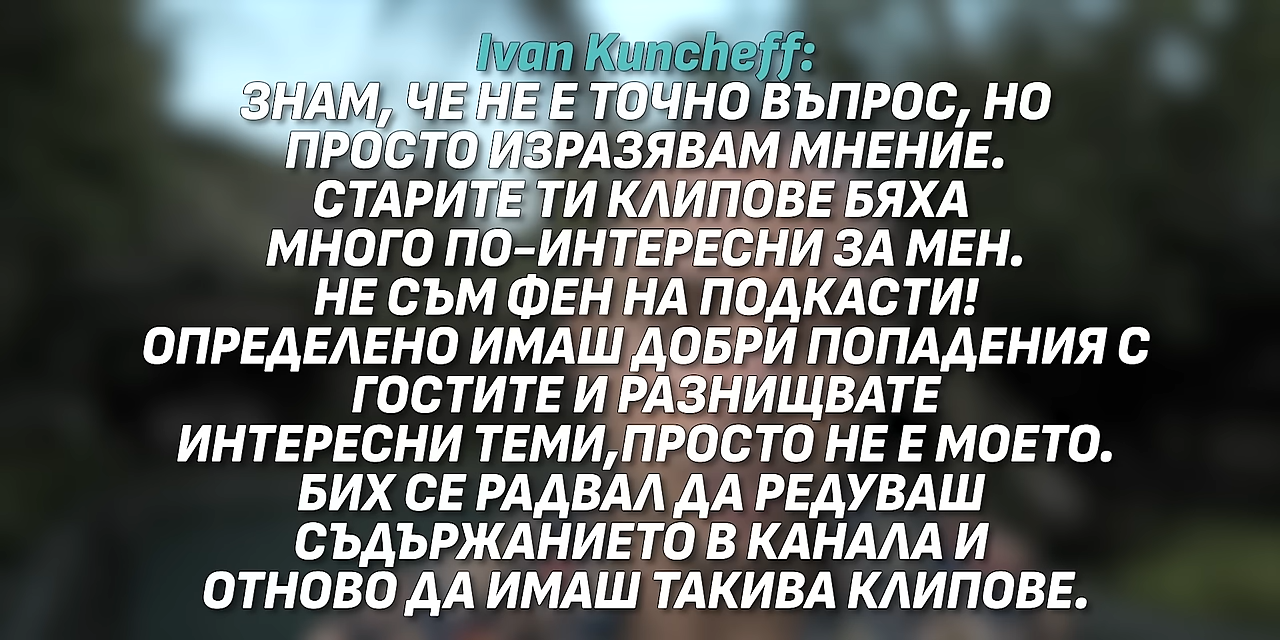 Ivan Kuncheff:
ЗНАМ, ЧЕ НЕ Е ТОЧНО ВЪПРОС, НО
ПРОСТО ИЗРАЗЯВАМ МНЕНИЕ.
СТАРИТЕ ТИ КЛИПОВЕ БЯХА
МНОГО ПО-ИНТЕРЕСНИ ЗА МЕН.
НЕ СЪМ ФЕН НА ПОДКАСТИ!
ОПРЕДЕЛЕНО ИМАШ ДОБРИ ПОПАДЕНИЯ С
ГОСТИТЕ И РАЗНИЩВАТЕ
ИНТЕРЕСНИ ТЕМИ,ПРОСТО НЕ Е МОЕТО.
БИХ СЕ РАДВАЛ ДА РЕДУВАШ
СЪДЪРЖАНИЕТО В КАНАЛА И
ОТНОВО ДА ИМАШ ТАКИВА КЛИПОВЕ.